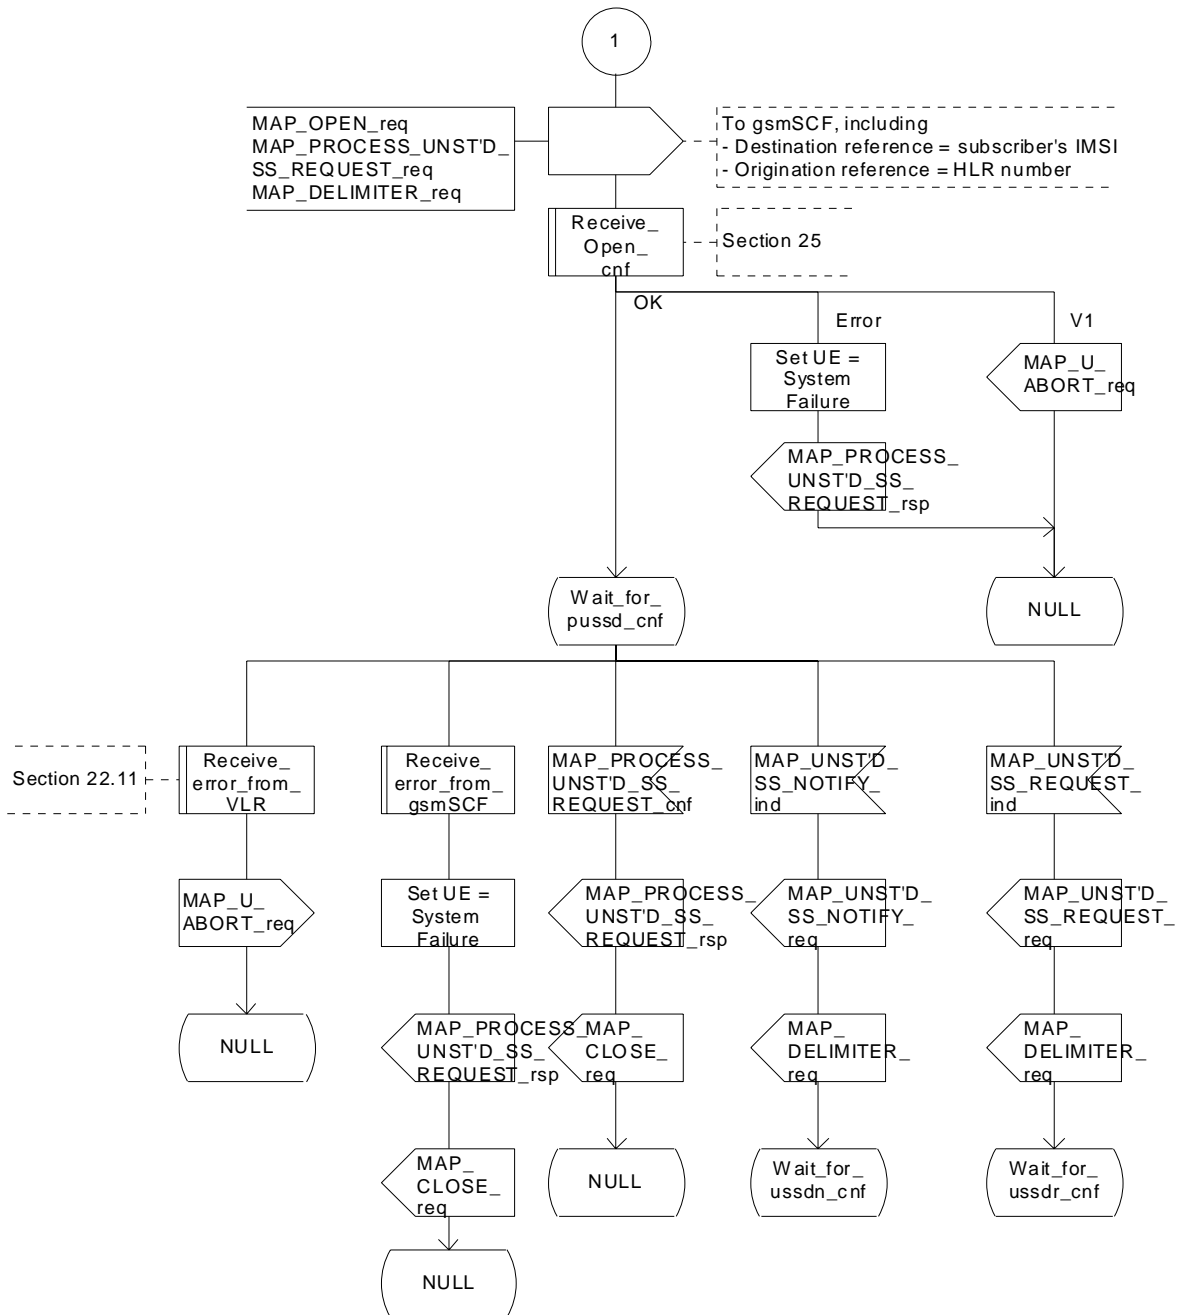 1
MAP_OPEN_req
MAP_PROCESS_UNST'D_
SS_REQUEST_req
MAP_DELIMITER_req
To gsmSCF, including
- Destination reference = subscriber's IMSI
- Origination reference = HLR number
Receive_
Open_
cnf
Section 25
OK
Error
V1
Set UE =
System
Failure
MAP_U_
ABORT_req
MAP_PROCESS_
UNST'D_SS_
REQUEST_rsp
Wait_for_
pussd_cnf
NULL
Section 22.11
Receive_
error_from_
VLR
Receive_
error_from_
gsmSCF
MAP_PROCESS_
UNST'D_SS_
REQUEST_cnf
MAP_UNST'D_
SS_NOTIFY_
ind
MAP_UNST'D_
SS_REQUEST_
ind
MAP_U_
ABORT_req
Set UE =
System
Failure
MAP_PROCESS_
UNST'D_SS_
REQUEST_rsp
MAP_UNST'D_
SS_NOTIFY_
req
MAP_UNST'D_
SS_REQUEST_
req
NULL
MAP_PROCESS_
UNST'D_SS_
REQUEST_rsp
MAP_
CLOSE_
req
MAP_
DELIMITER_
req
MAP_
DELIMITER_
req
MAP_
CLOSE_
req
NULL
Wait_for_
ussdn_cnf
Wait_for_
ussdr_cnf
NULL